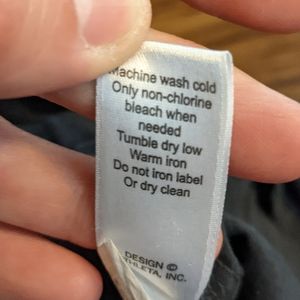 Machine wash cold
Only non-chlorine
bleach when
needed
Tumble dry low
Warm iron
Do not iron label
Or dry clean
DESIGN ©
THLETA, INC.